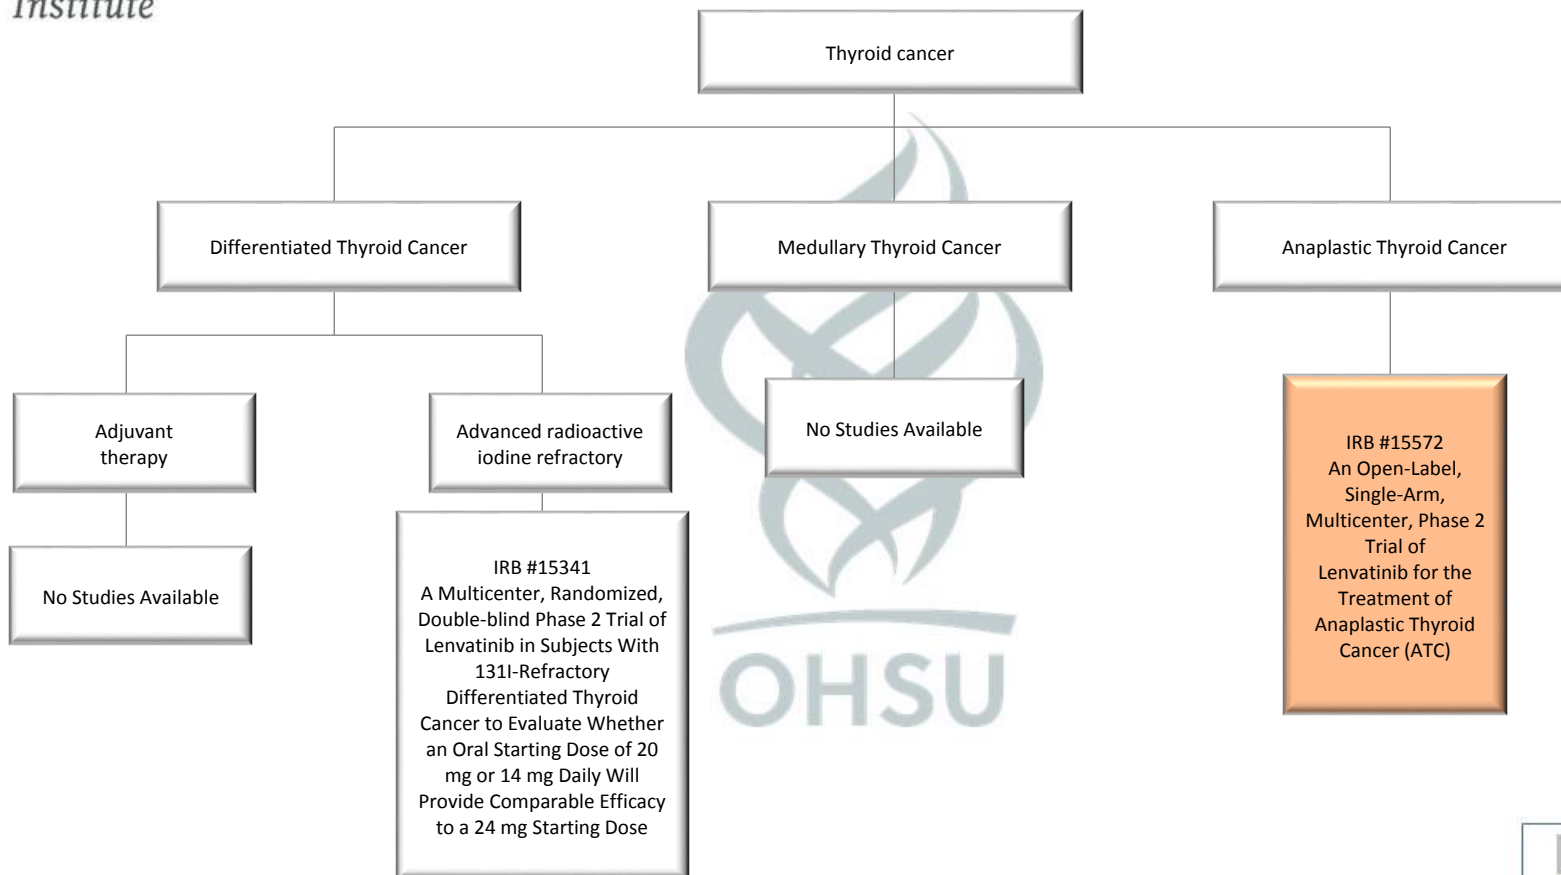 Institute
Thyroid cancer
Differentiated Thyroid Cancer
Medullary Thyroid Cancer
Anaplastic Thyroid Cancer
Adjuvant
therapy
Advanced radioactive
iodine refractory
No Studies Available
No Studies Available
IRB #15341
A Multicenter, Randomized,
Double-blind Phase 2 Trial of
Lenvatinib in Subjects With
131I-Refractory
Differentiated Thyroid
Cancer to Evaluate Whether
an Oral Starting Dose of 20
mg or 14 mg Daily Will
Provide Comparable Efficacy
to a 24 mg Starting Dose
IRB #15572
An Open-Label,
Single-Arm,
Multicenter, Phase 2
Trial of
Lenvatinib for the
Treatment of
Anaplastic Thyroid
Cancer (ATC)
OHSU